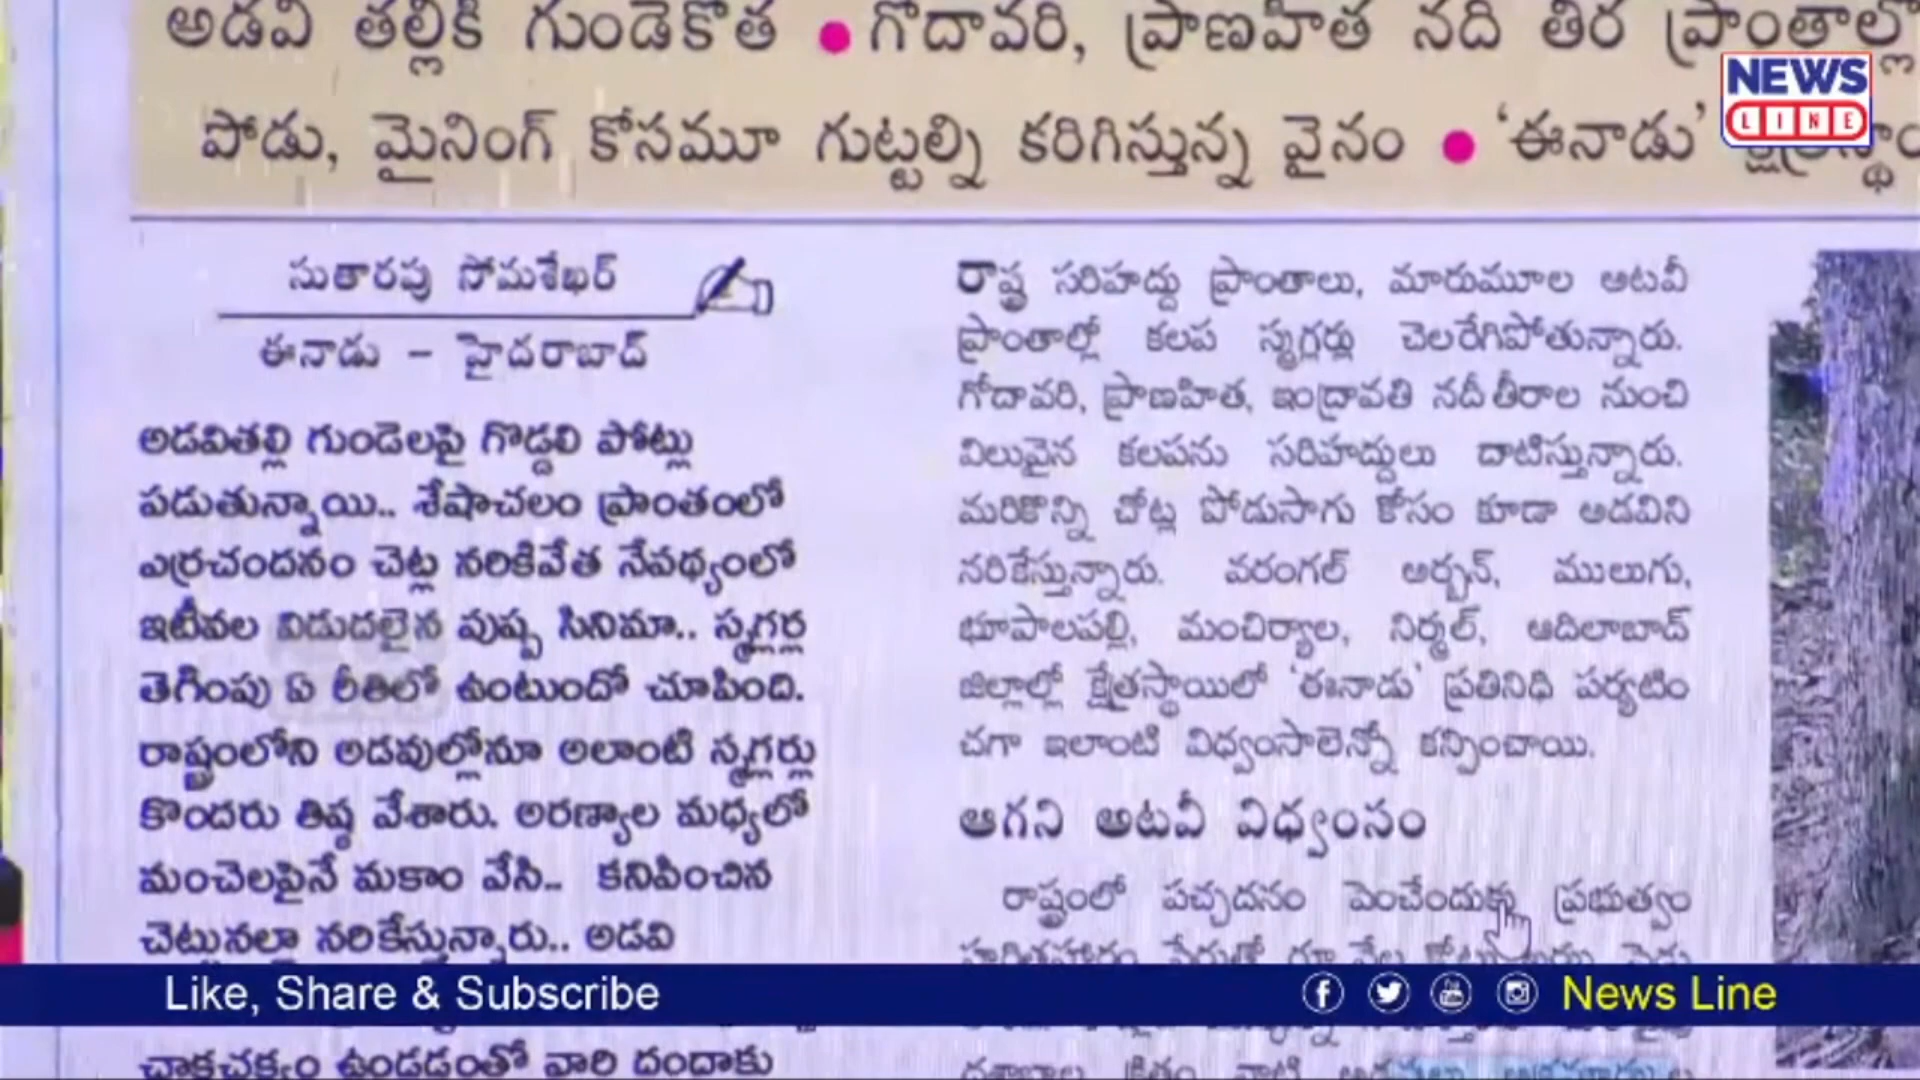 అడవి తల్లికి గుండెకోత ● గోదావరి, ప్రాణహిత నది తీర ప్రాంతాల్లో
పోడు, మైనింగ్ కోసమూ గుట్టల్ని కరిగిస్తున్న వైనం ● ‘ఈనాడు’
NEWS
LINE
సుతారపు సోమశేఖర్
ఈనాడు - హైదరాబాద్
అడవితల్లి గుండెలపై గొడ్డలి పోట్లు
పడుతున్నాయి.. శేషాచలం ప్రాంతంలో
ఎర్రచందనం చెట్ల నరికివేత నేపథ్యంలో
ఇటీవల విడుదలైన పుష్ప సినిమా.. స్మగ్లర్ల
తెగింపు ఏ రీతిలో ఉంటుందో చూపింది.
రాష్ట్రంలోని అడవుల్లోనూ అలాంటి స్మగ్లర్లు
కొందరు తిష్ఠ వేశారు. అరణ్యాల మధ్యలో
మంచెలపైనే మకాం వేసి.. కనిపించిన
చెట్టునల్లా నరికేస్తున్నారు.. అడవి
చాకచక్యం ఉండడంతో వారి దందాకు
రాష్ట్ర సరిహద్దు ప్రాంతాలు, మారుమూల అటవీ
ప్రాంతాల్లో కలప స్మగ్లర్లు చెలరేగిపోతున్నారు.
గోదావరి, ప్రాణహిత, ఇంద్రావతి నదీతీరాల నుంచి
విలువైన కలపను సరిహద్దులు దాటిస్తున్నారు.
మరికొన్ని చోట్ల పోడుసాగు కోసం కూడా అడవిని
నరికేస్తున్నారు. వరంగల్ అర్బన్, ములుగు,
భూపాలపల్లి, మంచిర్యాల, నిర్మల్, ఆదిలాబాద్
జిల్లాల్లో క్షేత్రస్థాయిలో ‘ఈనాడు’ ప్రతినిధి పర్యటిం
చగా ఇలాంటి విధ్వంసాలెన్నో కన్పించాయి.
ఆగని అటవీ విధ్వంసం
రాష్ట్రంలో పచ్చదనం పెంచేందుకు ప్రభుత్వం
Like, Share & Subscribe
News Line